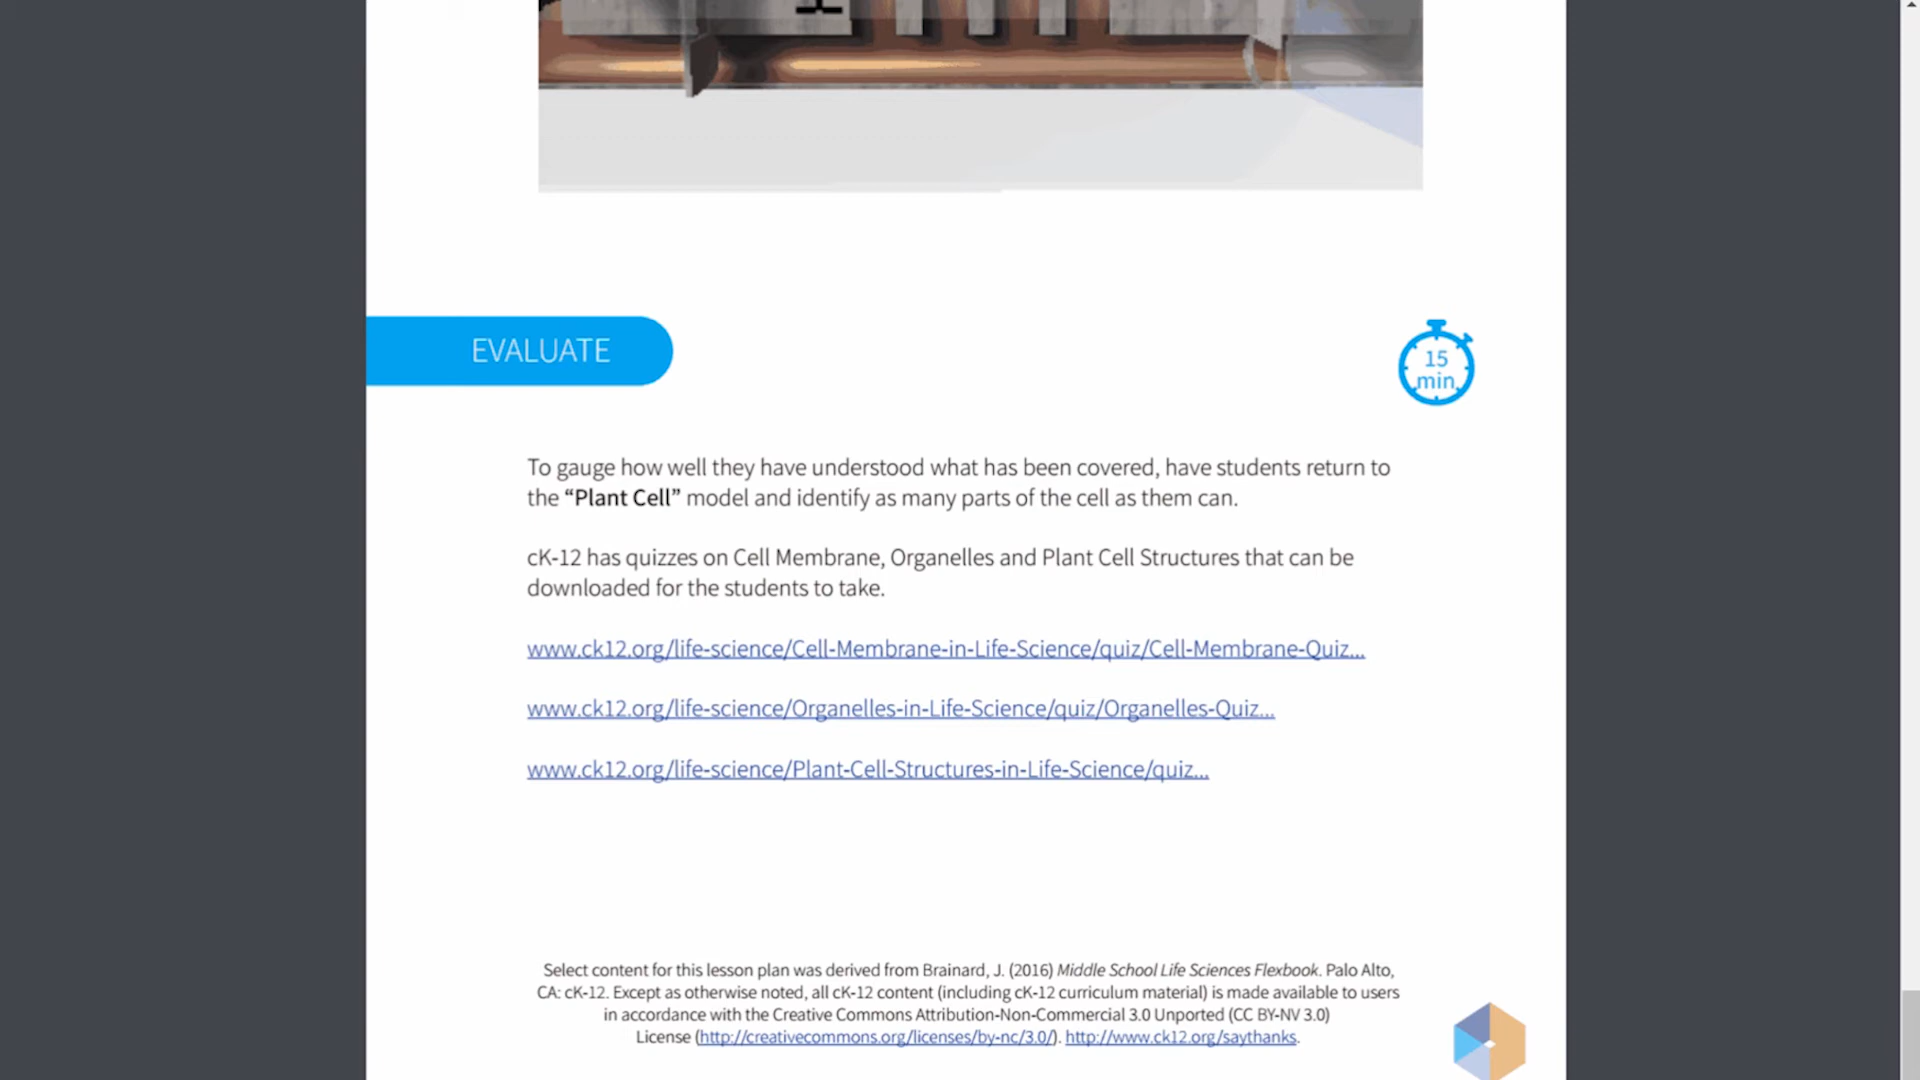 EVALUATE
15
min
To gauge how well they have understood what has been covered, have students return to
the “Plant Cell” model and identify as many parts of the cell as them can.
cK-12 has quizzes on Cell Membrane, Organelles and Plant Cell Structures that can be
downloaded for the students to take.
www.ck12.org/life-science/Cell-Membrane-in-Life-Science/quiz/Cell-Membrane-Quiz...
www.ck12.org/life-science/Organelles-in-Life-Science/quiz/Organelles-Quiz...
www.ck12.org/life-science/Plant-Cell-Structures-in-Life-Science/quiz...
Select content for this lesson plan was derived from Brainard, J. (2016) Middle School Life Sciences Flexbook. Palo Alto,
CA: cK-12. Except as otherwise noted, all cK-12 content (including cK-12 curriculum material) is made available to users
in accordance with the Creative Commons Attribution-Non-Commercial 3.0 Unported (CC BY-NV 3.0)
License (http://creativecommons.org/licenses/by-nc/3.0/). http://www.ck12.org/saythanks.